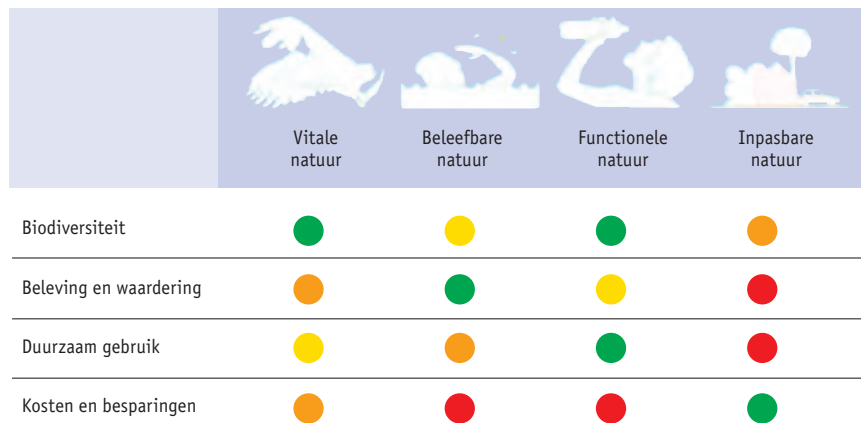 Vitale
natuur
Beleefbare
natuur
Functionele
natuur
Inpasbare
natuur
Biodiversiteit
Beleving en waardering
Duurzaam gebruik
Kosten en besparingen